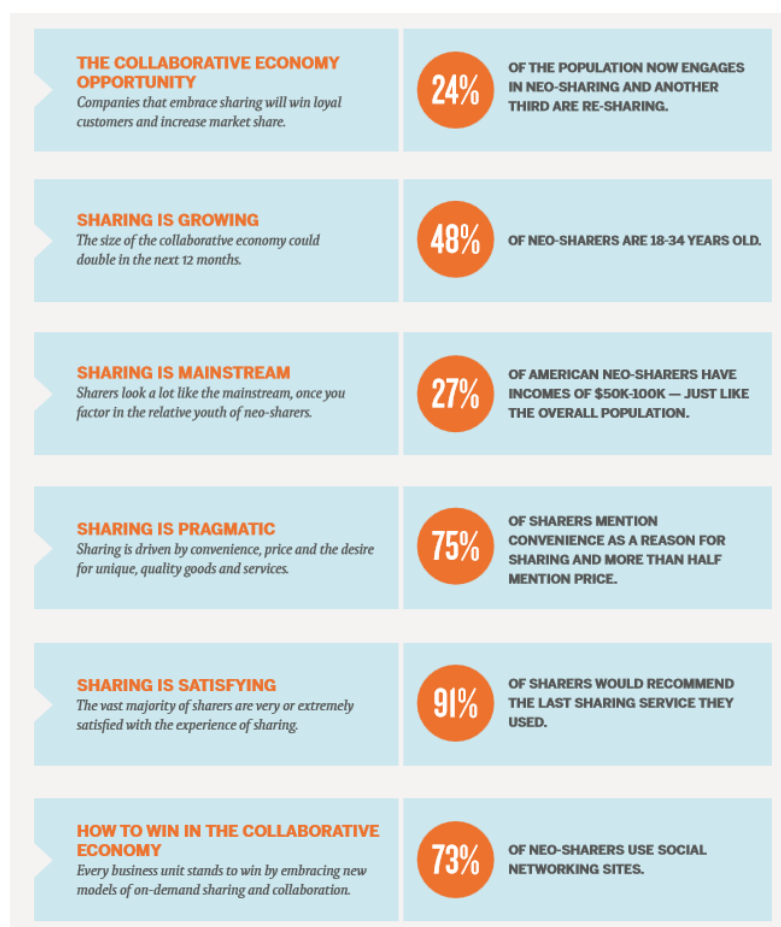 THE COLLABORATIVE ECONOMY
OPPORTUNITY
Companies that embrace sharing will win loyal
customers and increase market share.
24%
OF THE POPULATION NOW ENGAGES
IN NEO-SHARING AND ANOTHER
THIRD ARE RE-SHARING.
SHARING IS GROWING
The size of the collaborative economy could
double in the next 12 months.
48%
OF NEO-SHARERS ARE 18-34 YEARS OLD.
SHARING IS MAINSTREAM
Sharers look a lot like the mainstream, once you
factor in the relative youth of neo-sharers.
27%
OF AMERICAN NEO-SHARERS HAVE
INCOMES OF $50K-100K — JUST LIKE
THE OVERALL POPULATION.
SHARING IS PRAGMATIC
Sharing is driven by convenience, price and the desire
for unique, quality goods and services.
75%
OF SHARERS MENTION
CONVENIENCE AS A REASON FOR
SHARING AND MORE THAN HALF
MENTION PRICE.
SHARING IS SATISFYING
The vast majority of sharers are very or extremely
satisfied with the experience of sharing.
91%
OF SHARERS WOULD RECOMMEND
THE LAST SHARING SERVICE THEY
USED.
HOW TO WIN IN THE COLLABORATIVE
ECONOMY
Every business unit stands to win by embracing new
models of on-demand sharing and collaboration.
73%
OF NEO-SHARERS USE SOCIAL
NETWORKING SITES.